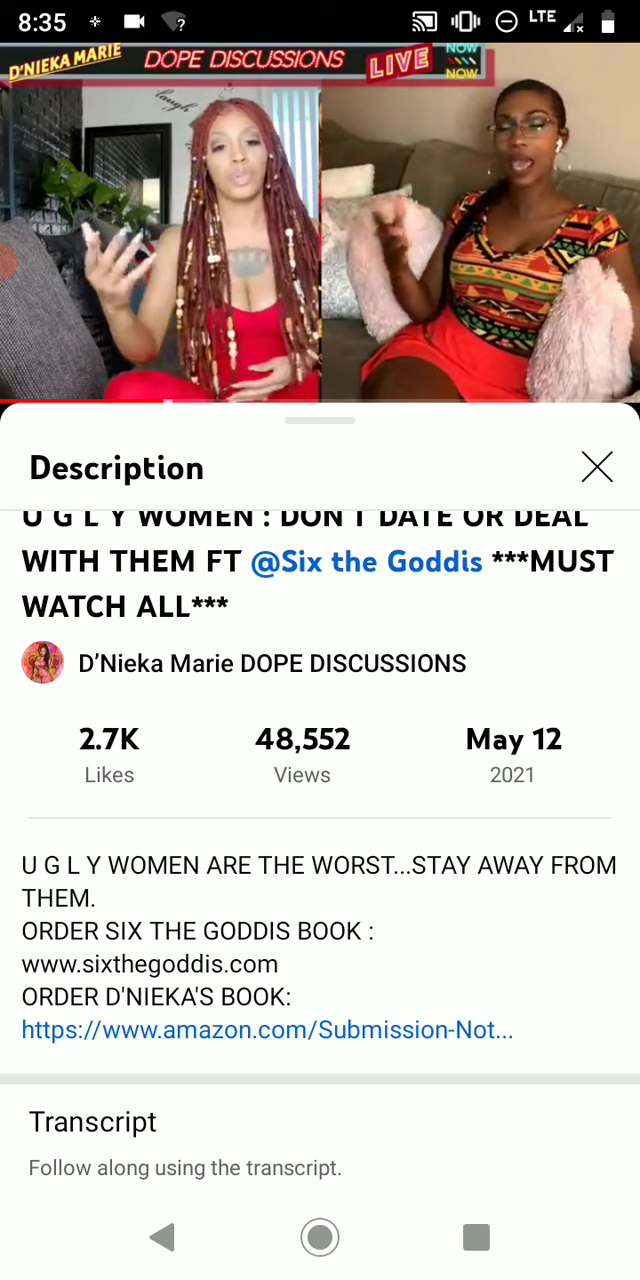 8:35
?
LTE
D'NIEKA MARIE DOPE DISCUSSIONS LIVE NOW
NOW
laugh
Description
U G L Y WOMEN : DON'T DATE OR DEAL
WITH THEM FT @Six the Goddis ***MUST
WATCH ALL***
D’Nieka Marie DOPE DISCUSSIONS
2.7K 48,552 May 12
Likes Views 2021
U G L Y WOMEN ARE THE WORST...STAY AWAY FROM
THEM.
ORDER SIX THE GODDIS BOOK :
www.sixthegoddis.com
ORDER D'NIEKA'S BOOK:
https://www.amazon.com/Submission-Not...
Transcript
Follow along using the transcript.